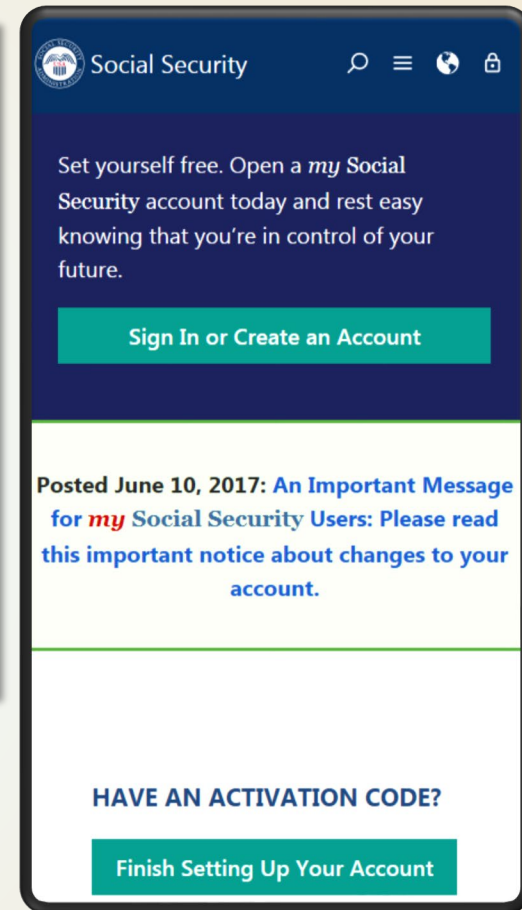 Social Security
Set yourself free. Open a my Social
Security account today and rest easy
knowing that you're in control of your
future.
Sign In or Create an Account
Posted June 10, 2017: An Important Message
for my Social Security Users: Please read
this important notice about changes to your
account.
HAVE AN ACTIVATION CODE?
Finish Setting Up Your Account